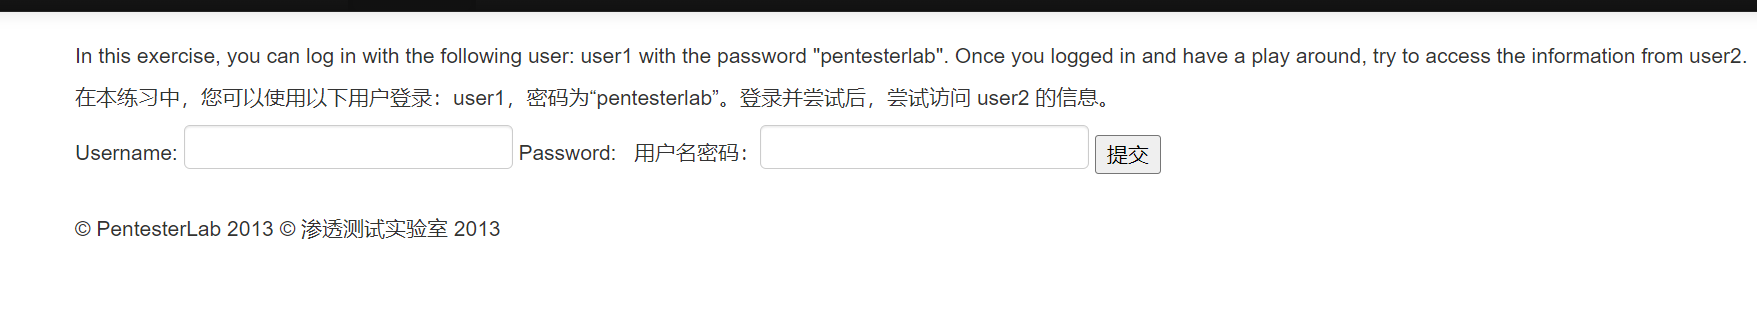 In this exercise, you can log in with the following user: user1 with the password "pentesterlab". Once you logged in and have a play around, try to access the information from user2.
在本练习中，您可以使用以下用户登录：user1，密码为“pentesterlab”。登录并尝试后，尝试访问 user2 的信息。
Username: Password: 用户名密码： 提交
© PentesterLab 2013 © 渗透测试实验室 2013